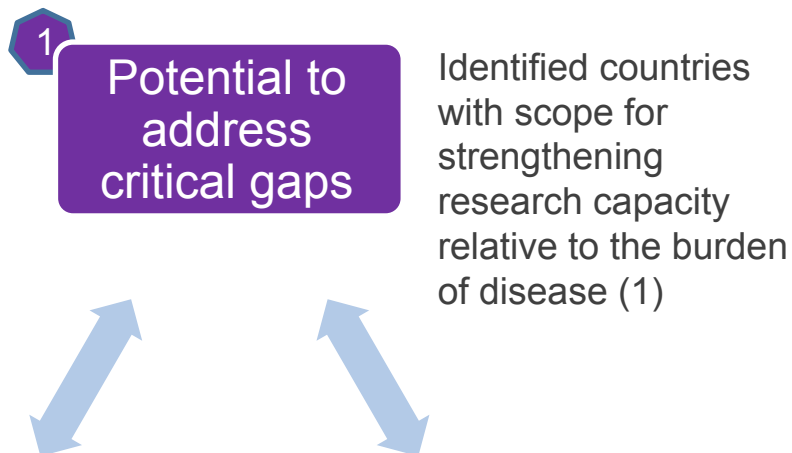 1
Potential to
address
critical gaps
Identified countries
with scope for
strengthening
research capacity
relative to the burden
of disease (1)